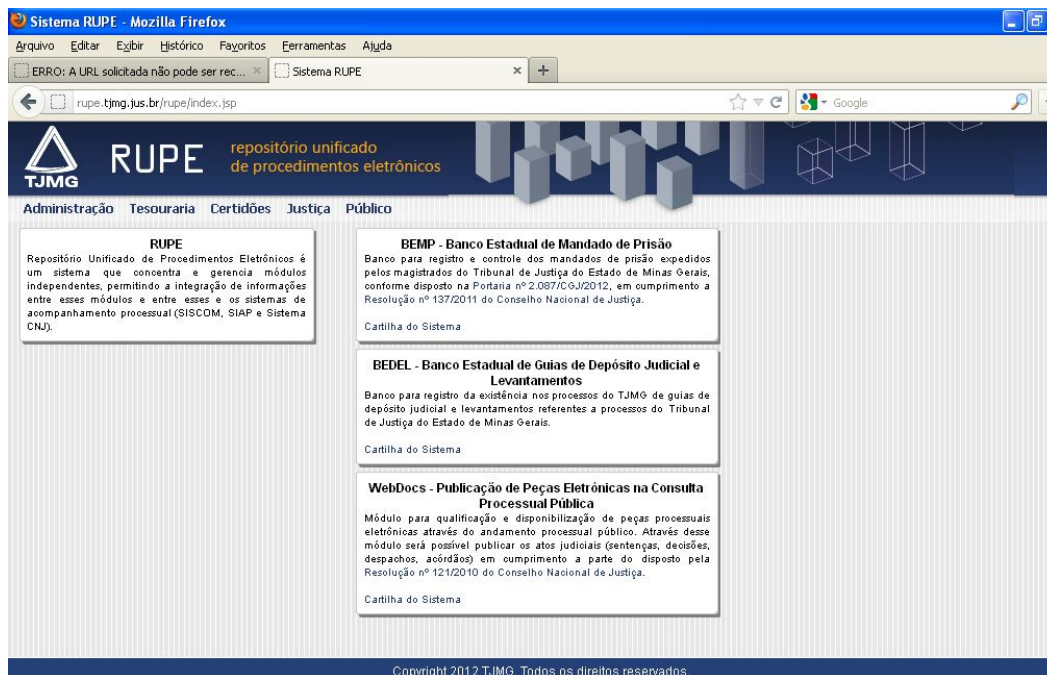 Sistema RUPE - Mozilla Firefox
Arquivo Editar Exibir Histórico Favoritos Ferramentas Ajuda
ERRO: A URL solicitada não pode ser rec... Sistema RUPE
rupe.tjmg.jus.br/rupe/index.jsp Google
TJMG
RUPE
repositório unificado
de procedimentos eletrônicos
Administração Tesouraria Certidões Justiça Público
RUPE
Repositório Unificado de Procedimentos Eletrônicos é
um sistema que concentra e gerencia módulos
independentes, permitindo a integração de informações
entre esses módulos e entre esses e os sistemas de
acompanhamento processual (SISCOM, SIAP e Sistema
CNJ).
BEMP - Banco Estadual de Mandado de Prisão
Banco para registro e controle dos mandados de prisão expedidos
pelos magistrados do Tribunal de Justiça do Estado de Minas Gerais,
conforme disposto na Portaria nº 2.087/CGJ/2012, em cumprimento a
Resolução nº 137/2011 do Conselho Nacional de Justiça.
Cartilha do Sistema
BEDEL - Banco Estadual de Guias de Depósito Judicial e
Levantamentos
Banco para registro da existência nos processos do TJMG de guias de
depósito judicial e levantamentos referentes a processos do Tribunal
de Justiça do Estado de Minas Gerais.
Cartilha do Sistema
WebDocs - Publicação de Peças Eletrônicas na Consulta
Processual Pública
Módulo para qualificação e disponibilização de peças processuais
eletrônicas através do andamento processual público. Através desse
módulo será possível publicar os atos judiciais (sentenças, decisões,
despachos, acórdãos) em cumprimento a parte do disposto pela
Resolução nº 121/2010 do Conselho Nacional de Justiça.
Cartilha do Sistema
Copyright 2012 TJMG. Todos os direitos reservados.